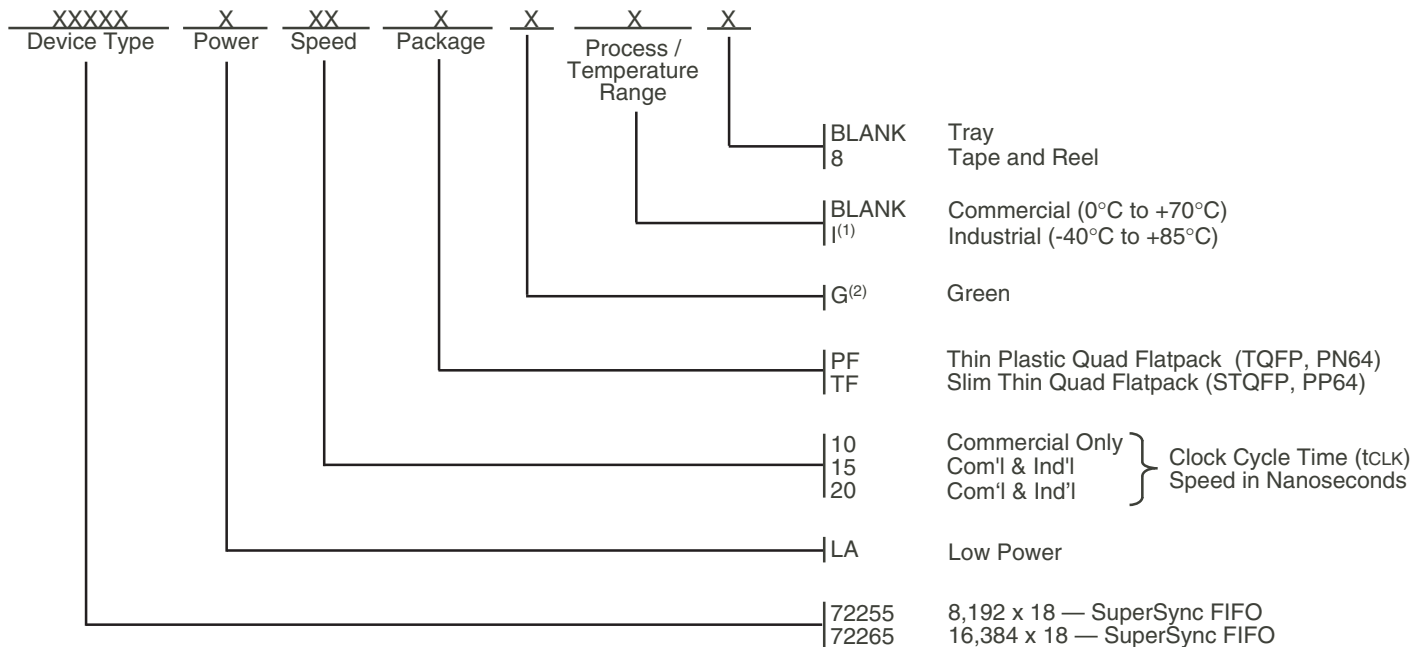 XXXXX X XX X X X X
Device Type Power Speed Package Process /
Temperature
Range
BLANK Tray
8 Tape and Reel
BLANK Commercial (0°C to +70°C)
I(1) Industrial (-40°C to +85°C)
G(2) Green
PF Thin Plastic Quad Flatpack (TQFP, PN64)
TF Slim Thin Quad Flatpack (STQFP, PP64)
10 Commercial Only
15 Com'l & Ind'l
20 Com‘l & Ind’l
Clock Cycle Time (tCLK)
Speed in Nanoseconds
LA Low Power
72255 8,192 x 18 — SuperSync FIFO
72265 16,384 x 18 — SuperSync FIFO